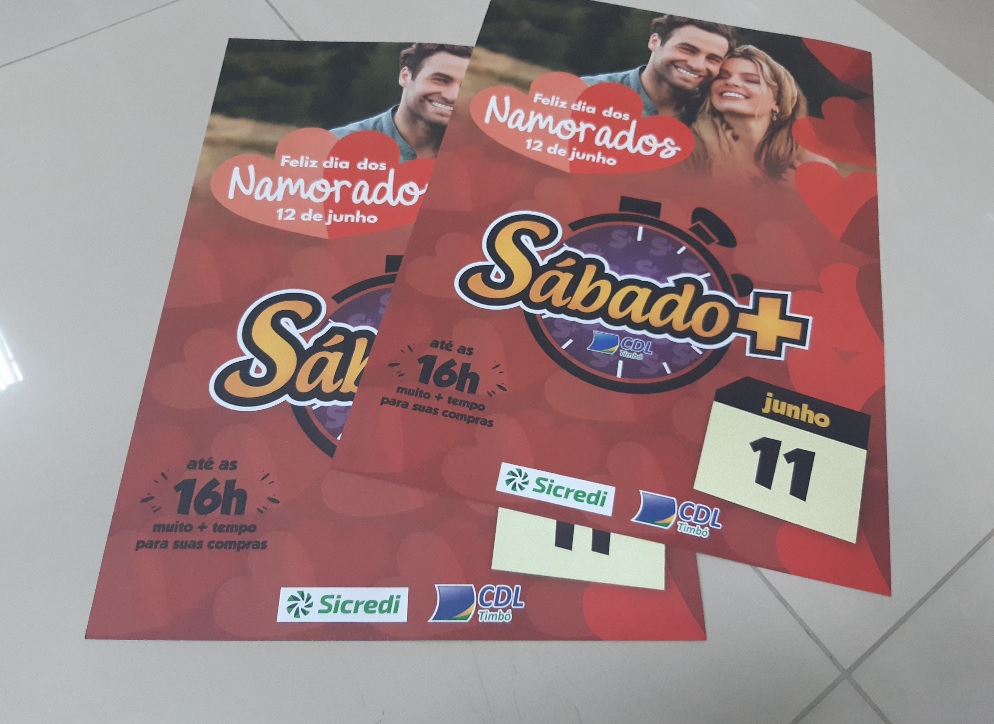 Feliz dia dos
Namorados
12 de junho
Sábado+
CDL
Timbó
até as
16h
muito + tempo
para suas compras
junho
11
Sicredi
CDL
Timbó
Feliz dia dos
Namorados
12 de junho
Sáb
até as
16h
muito + tempo
para suas compras
11
Sicredi
CDL
Timbó